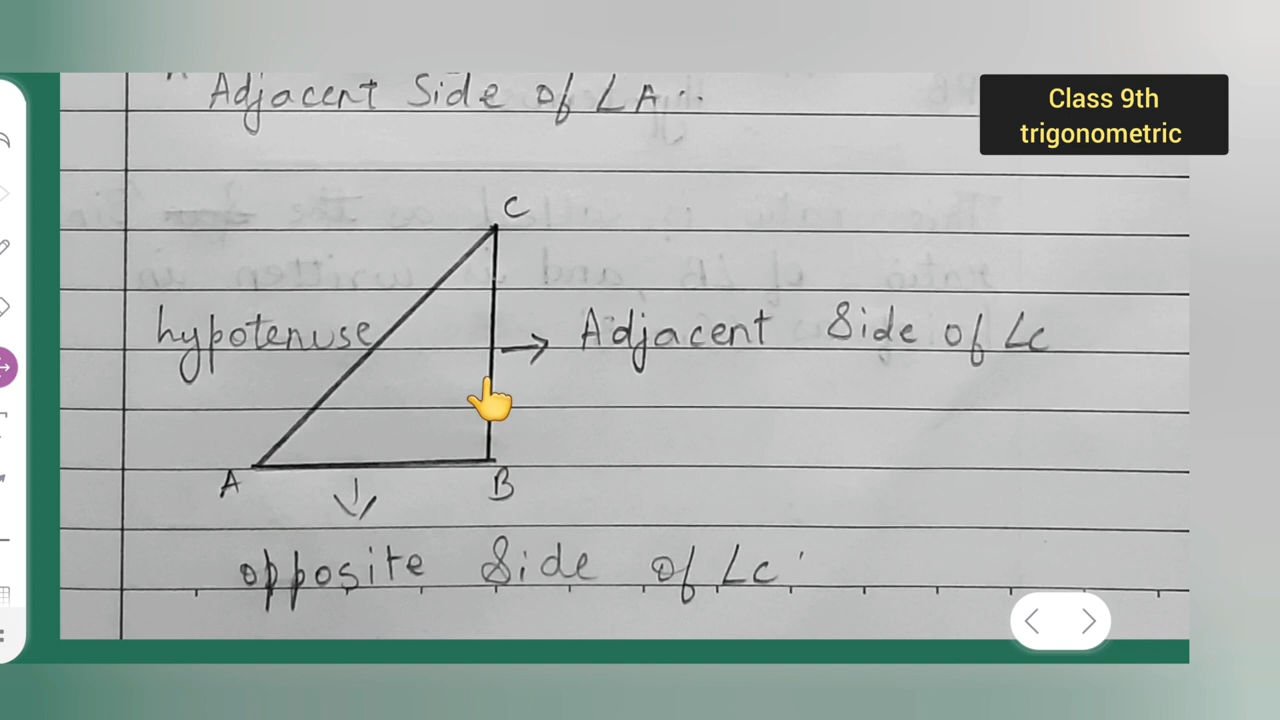 Adjacent Side of ∠A.
Class 9th
trigonometric
C
hypotenuse
→ Adjacent Side of ∠C
A
B
opposite Side of ∠C